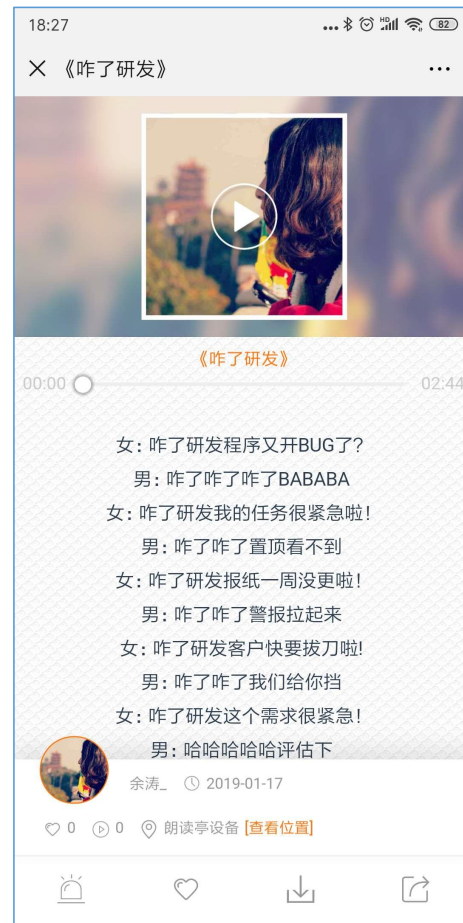 18:27
... HD 82
《咋了研发》
《咋了研发》
00:00
02:44
女：咋了研发程序又开BUG了?
男：咋了咋了咋了BABABA
女：咋了研发我的任务很紧急啦！
男：咋了咋了置顶看不到
女：咋了研发报纸一周没更啦！
男：咋了咋了警报拉起来
女：咋了研发客户快要拔刀啦!
男：咋了咋了我们给你挡
女：咋了研发这个需求很紧急！
男：哈哈哈哈哈评估下
余涛_ 2019-01-17
0 0 朗读亭设备 [查看位置]